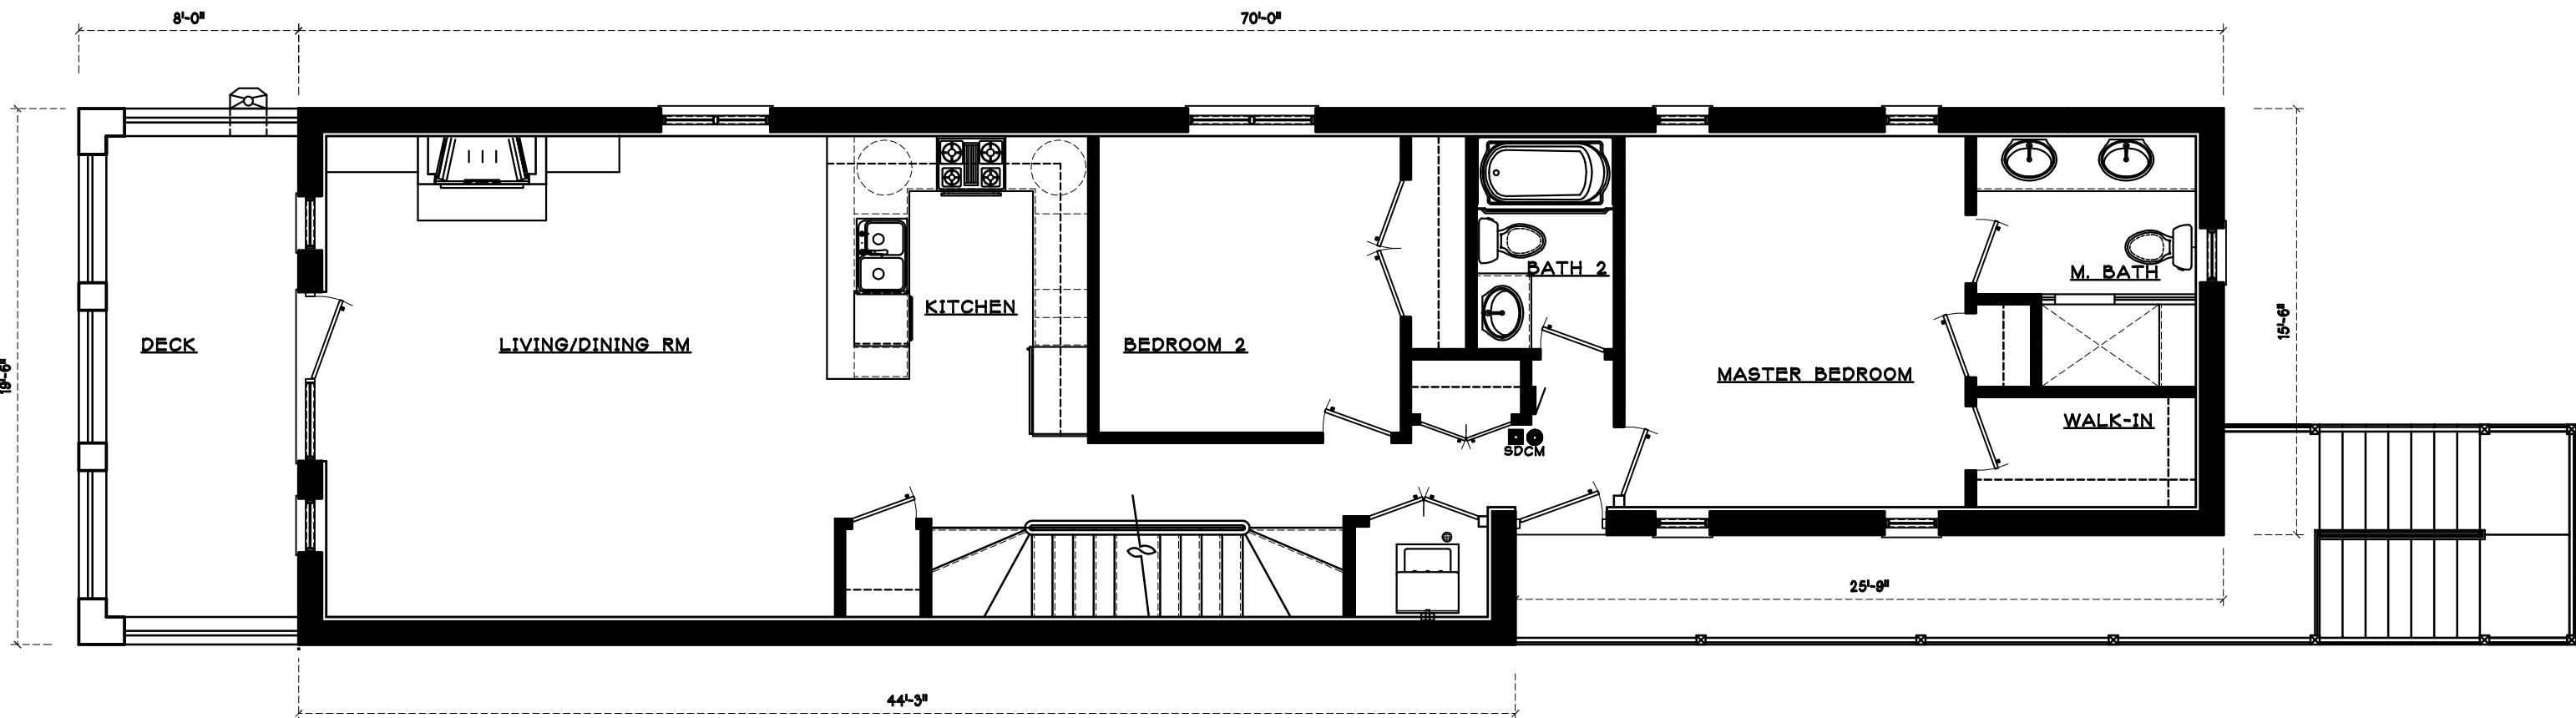 8'-0"
70'-0"
BATH 2
M. BATH
KITCHEN
15'-6"
DECK
LIVING/DINING RM
BEDROOM 2
19'-6"
MASTER BEDROOM
WALK-IN
SDCM
25'-9"
44'-3"